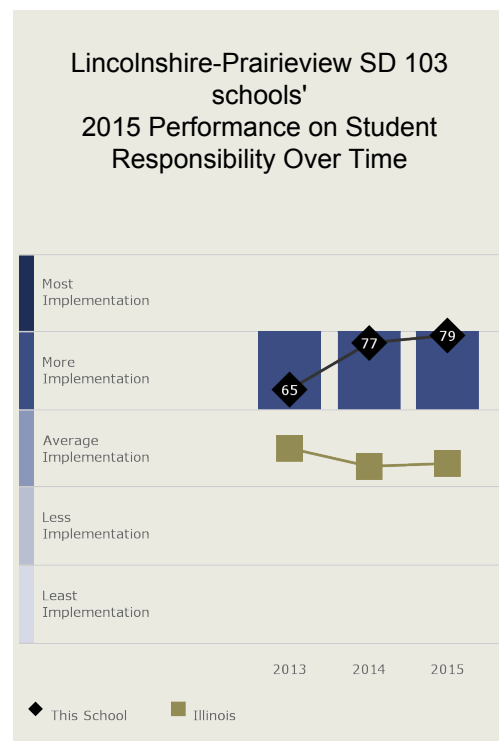 Lincolnshire-Prairieview SD 103
schools'
2015 Performance on Student
Responsibility Over Time
Most
Implementation
More
Implementation
79
77
65
Average
Implementation
Less
Implementation
Least
Implementation
2013 2014 2015
This School Illinois